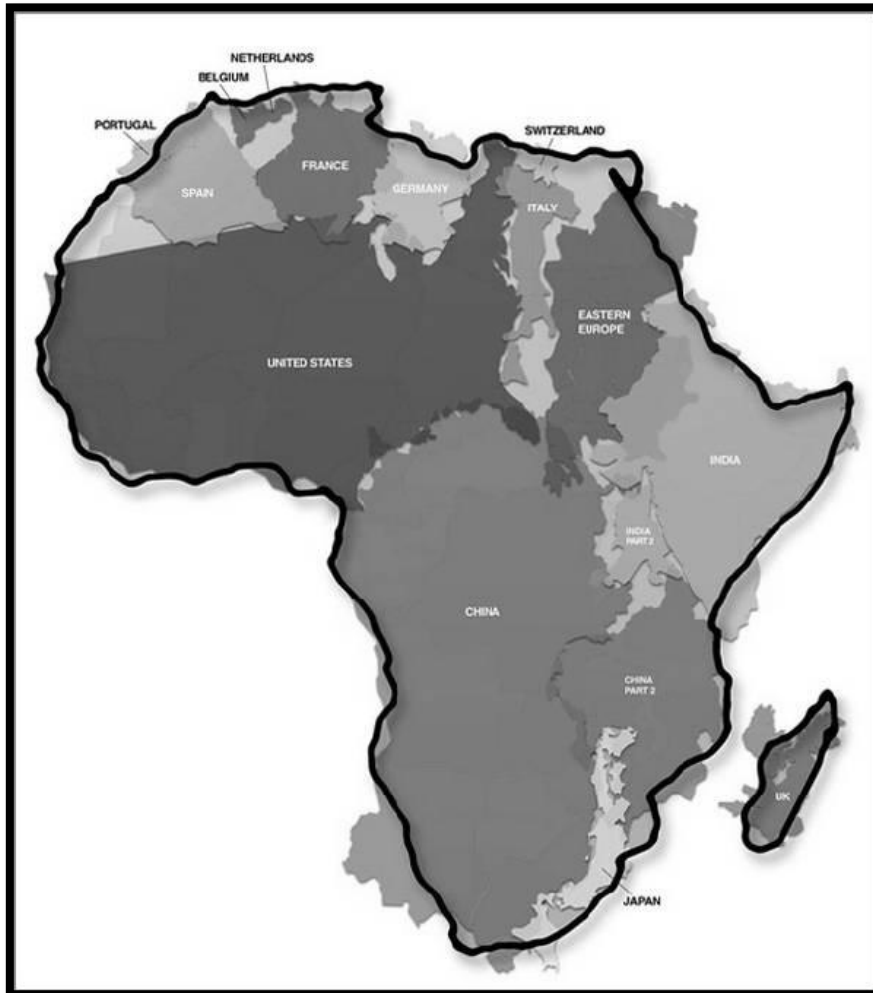 NETHERLANDS
BELGIUM
PORTUGAL
SWITZERLAND
SPAIN
FRANCE
GERMANY
ITALY
EASTERN
EUROPE
UNITED STATES
INDIA
INDIA
PART 2
CHINA
CHINA
PART 2
UK
JAPAN